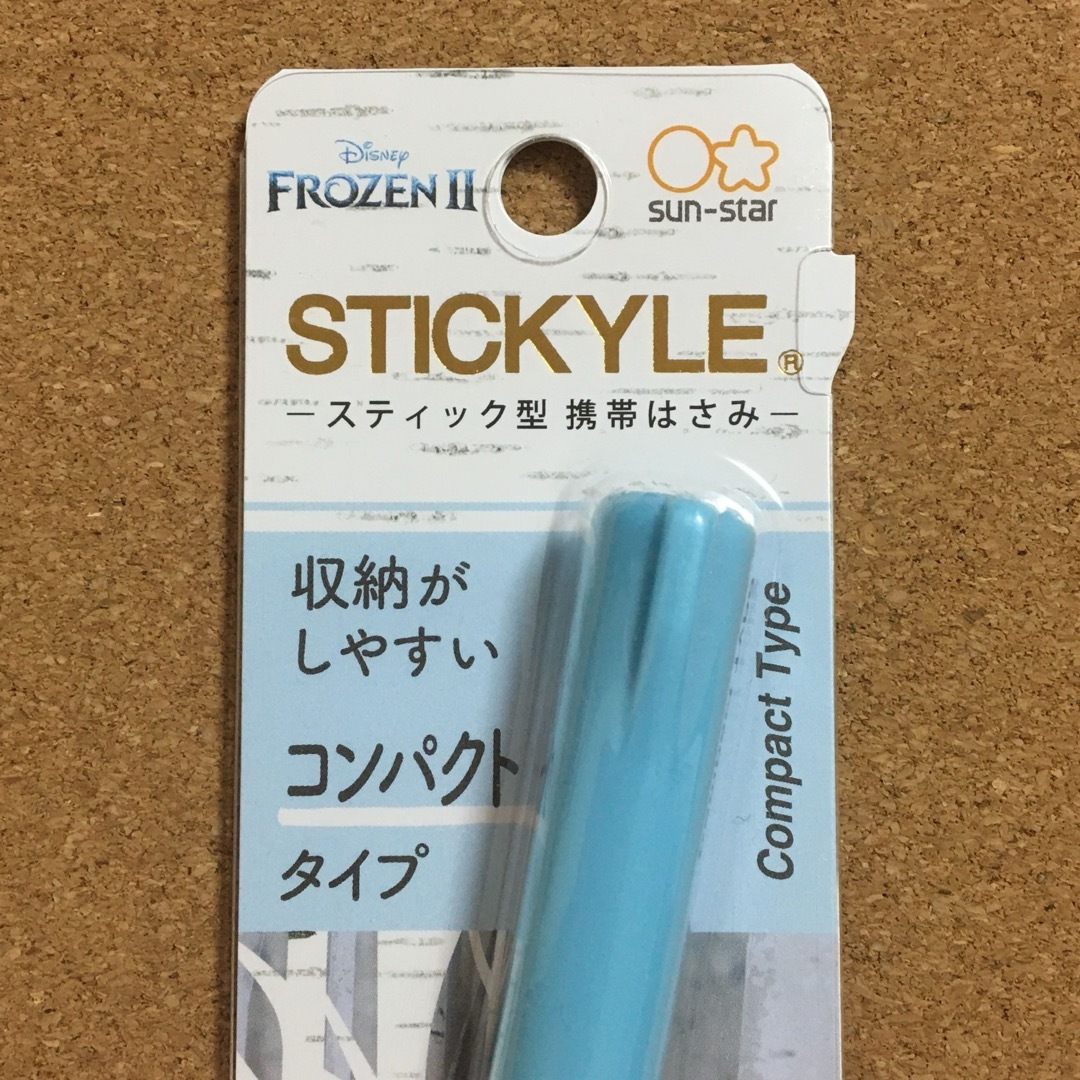 Disney
FROZEN II
sun-star
STICKYLE®
—スティック型 携帯はさみ—
収納が
しやすい
コンパクト
タイプ
Compact Type